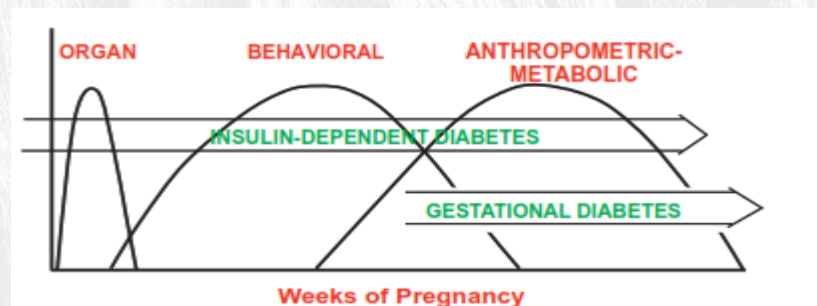 ORGAN
BEHAVIORAL
ANTHROPOMETRIC-
METABOLIC
INSULIN-DEPENDENT DIABETES
GESTATIONAL DIABETES
Weeks of Pregnancy